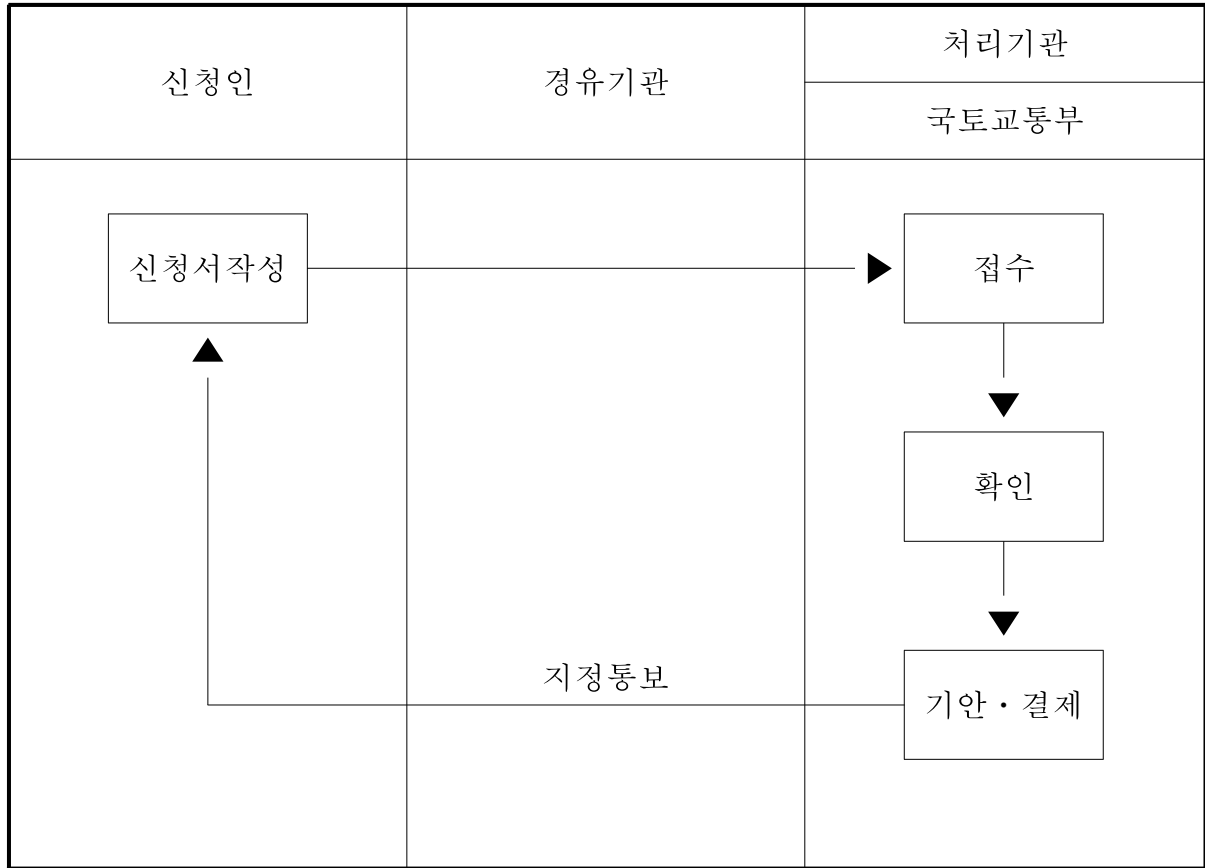 신청인
경유기관
처리기관
국토교통부
신청서작성
접수
확인
지정통보
기안·결제